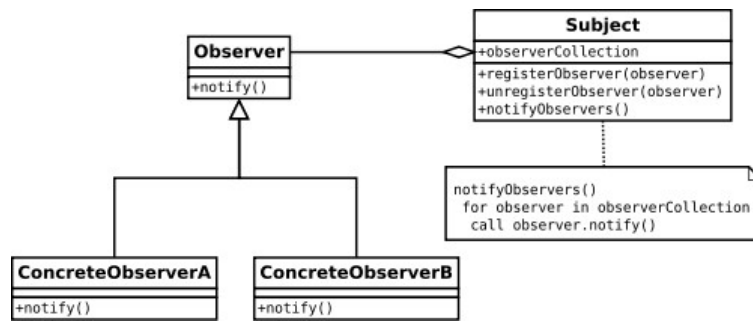 Subject
+observerCollection
+registerObserver(observer)
+unregisterObserver(observer)
+notifyObservers()
Observer
+notify()
notifyObservers()
for observer in observerCollection
call observer.notify()
ConcreteObserverA
+notify()
ConcreteObserverB
+notify()